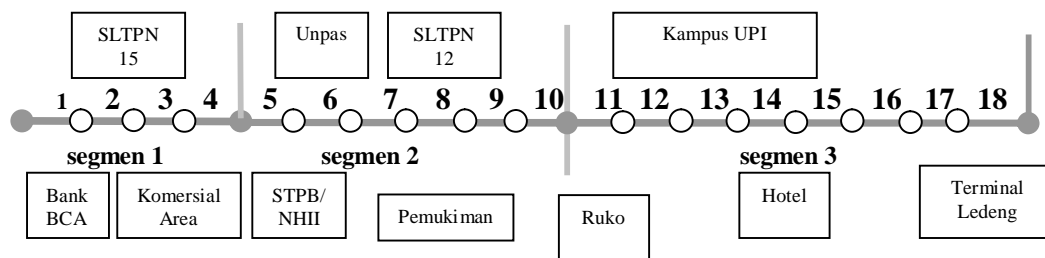 SLTPN
15
Unpas
SLTPN
12
Kampus UPI
1 2 3 4 5 6 7 8 9 10 11 12 13 14 15 16 17 18
segmen 1 segmen 2 segmen 3
Bank
BCA
Komersial
Area
STPB/
NHII
Pemukiman
Ruko
Hotel
Terminal
Ledeng